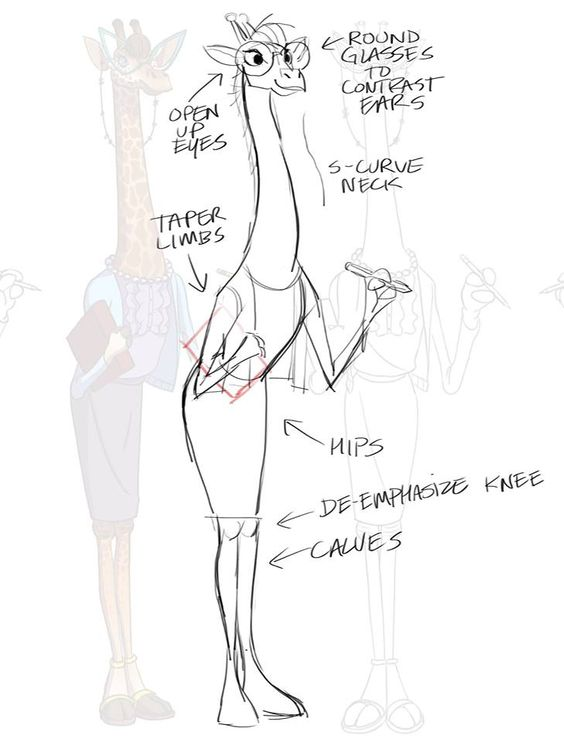 ROUND
GLASSES
TO
CONTRAST
EARS
OPEN
UP
EYES
S-CURVE
NECK
TAPER
LIMBS
HIPS
DE-EMPHASIZE KNEE
CALVES